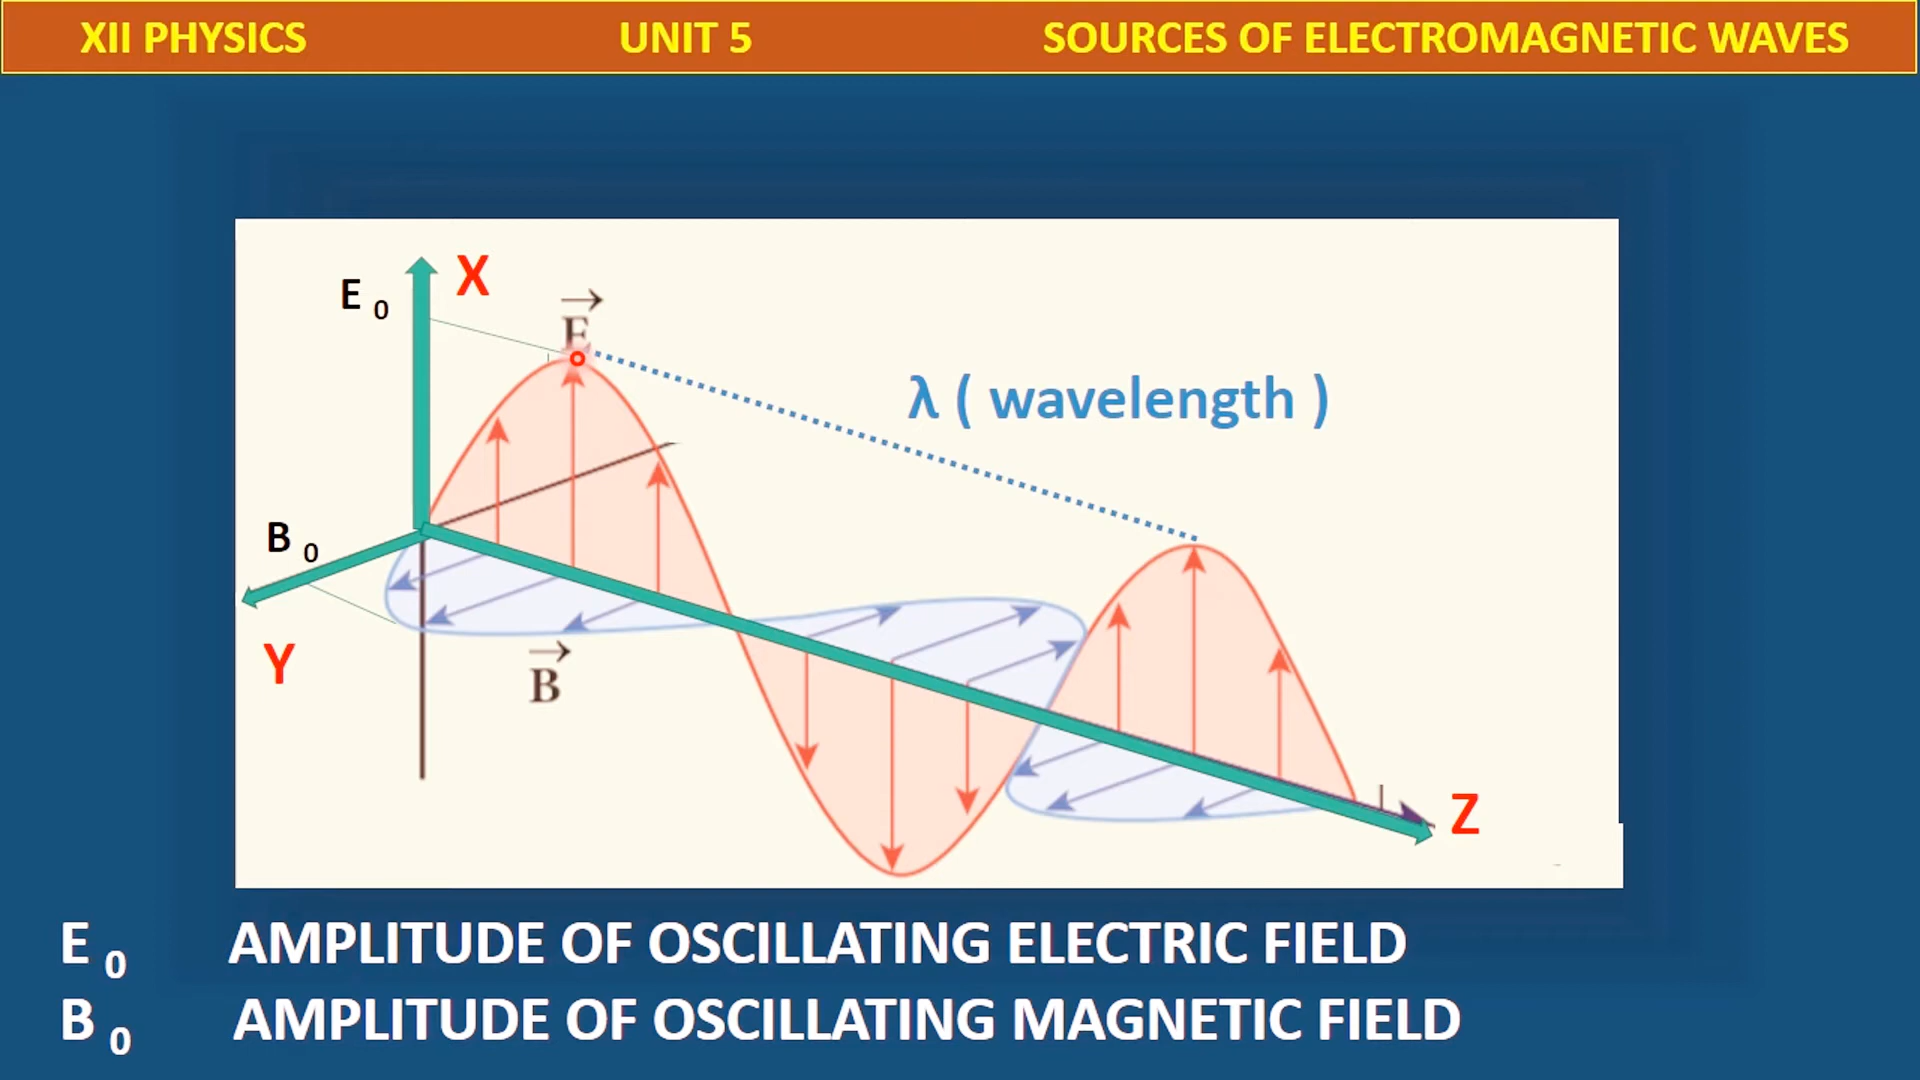 XII PHYSICS UNIT 5 SOURCES OF ELECTROMAGNETIC WAVES
X
E 0
E
λ ( wavelength )
B 0
Y
B
Z
E 0 AMPLITUDE OF OSCILLATING ELECTRIC FIELD
B 0 AMPLITUDE OF OSCILLATING MAGNETIC FIELD